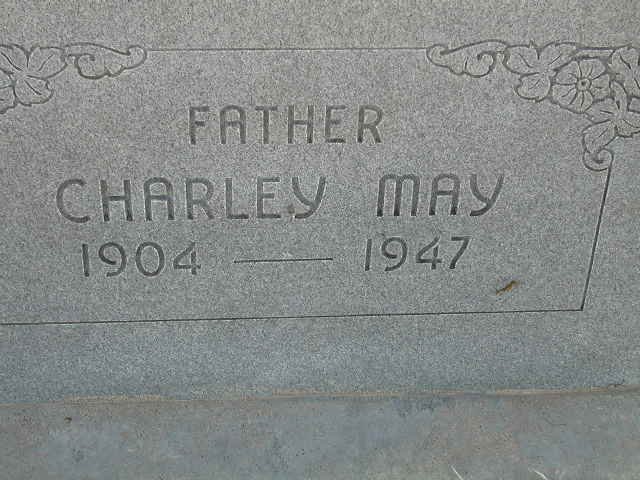 FATHER
CHARLEY MAY
1904 — 1947